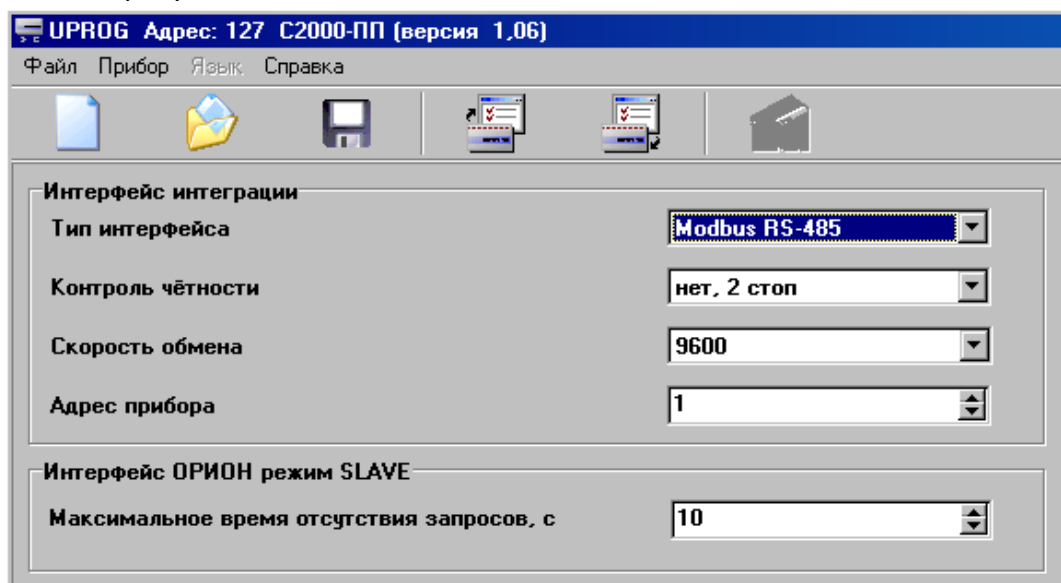 UPROG Адрес: 127 С2000-ПП (версия 1,06)
Файл Прибор Язык Справка
Интерфейс интеграции
Тип интерфейса Modbus RS-485
Контроль чётности нет, 2 стоп
Скорость обмена 9600
Адрес прибора 1
Интерфейс ОРИОН режим SLAVE
Максимальное время отсутствия запросов, с 10